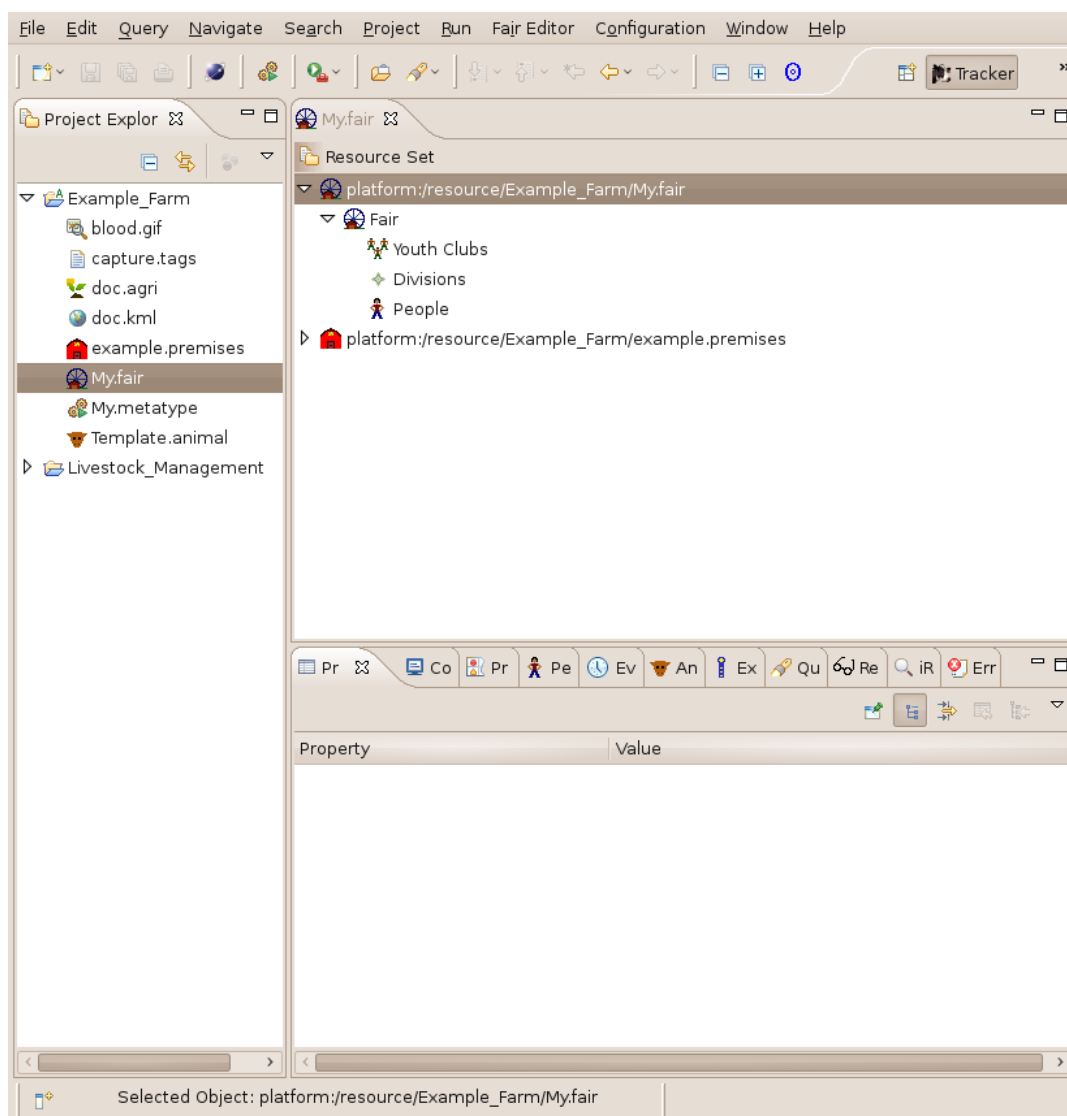 File Edit Query Navigate Search Project Run Fair Editor Configuration Window Help
Tracker
Project Explor
My.fair
Resource Set
Example_Farm
blood.gif
capture.tags
doc.agri
doc.kml
example.premises
My.fair
My.metatype
Template.animal
Livestock_Management
platform:/resource/Example_Farm/My.fair
Fair
Youth Clubs
Divisions
People
platform:/resource/Example_Farm/example.premises
Pr Co Pr Pe Ev An Ex Qu Re iR Err
Property Value
Selected Object: platform:/resource/Example_Farm/My.fair